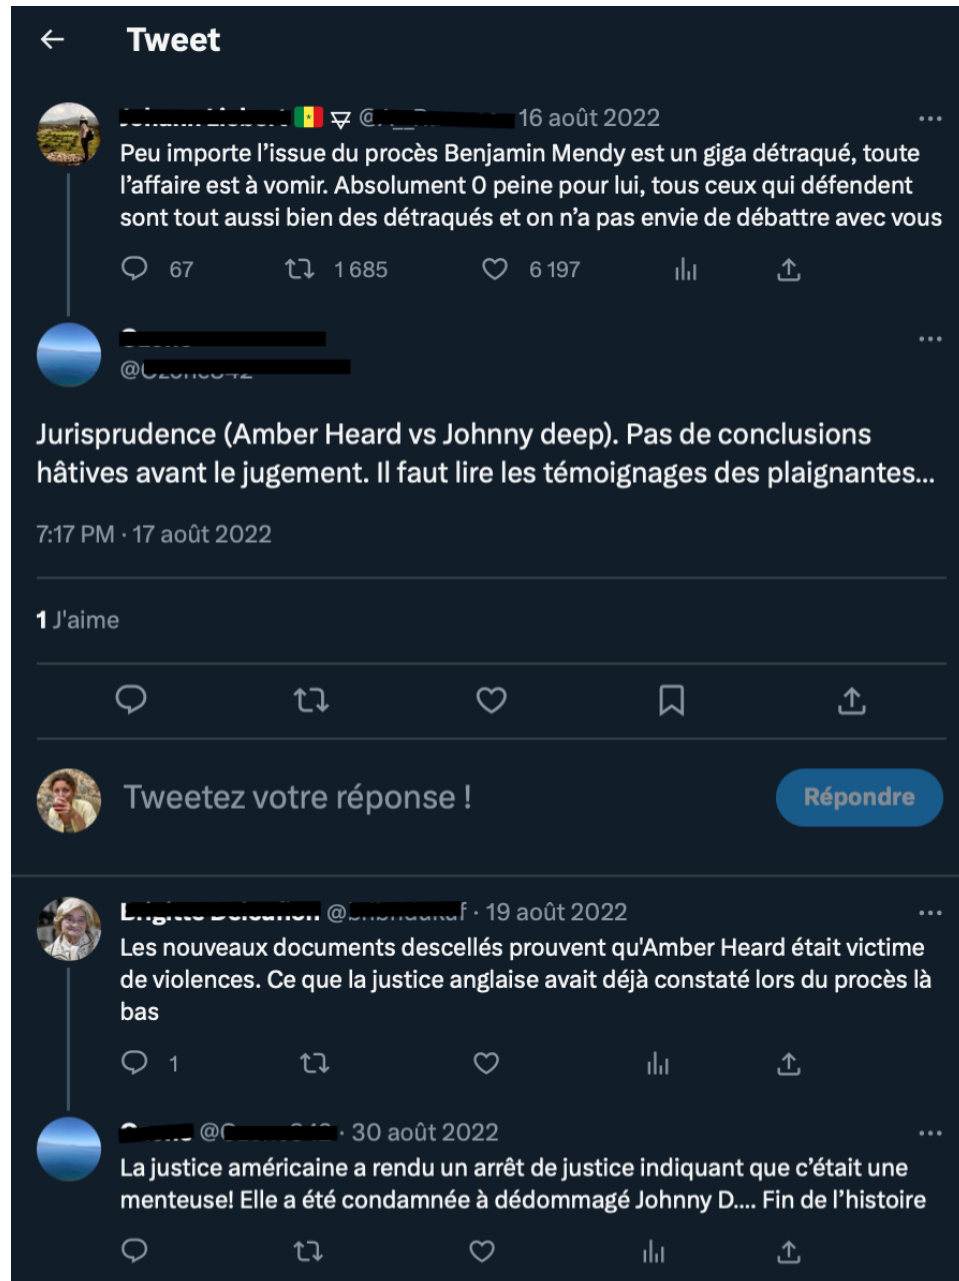 Tweet
16 août 2022
Peu importe l’issue du procès Benjamin Mendy est un giga détraqué, toute
l’affaire est à vomir. Absolument 0 peine pour lui, tous ceux qui défendent
sont tout aussi bien des détraqués et on n’a pas envie de débattre avec vous
67 1 685 6 197
@
Jurisprudence (Amber Heard vs Johnny deep). Pas de conclusions
hâtives avant le jugement. Il faut lire les témoignages des plaignantes...
7:17 PM · 17 août 2022
1 J'aime
Tweetez votre réponse !
Répondre
@ · 19 août 2022
Les nouveaux documents descellés prouvent qu'Amber Heard était victime
de violences. Ce que la justice anglaise avait déjà constaté lors du procès là
bas
1
@ · 30 août 2022
La justice américaine a rendu un arrêt de justice indiquant que c’était une
menteuse! Elle a été condamnée à dédommagé Johnny D.... Fin de l’histoire